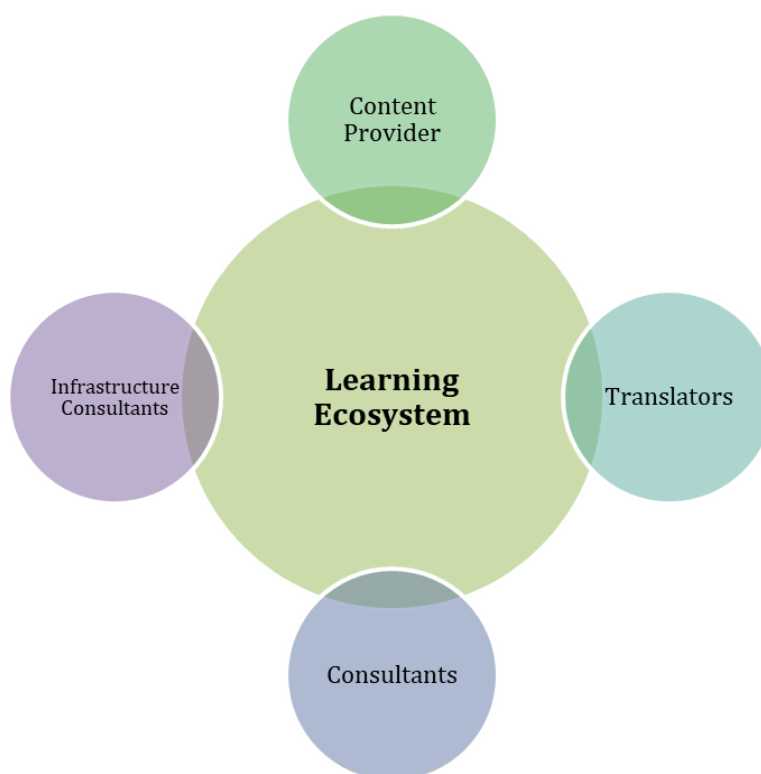 Content
Provider
Infrastructure
Consultants
Learning
Ecosystem
Translators
Consultants